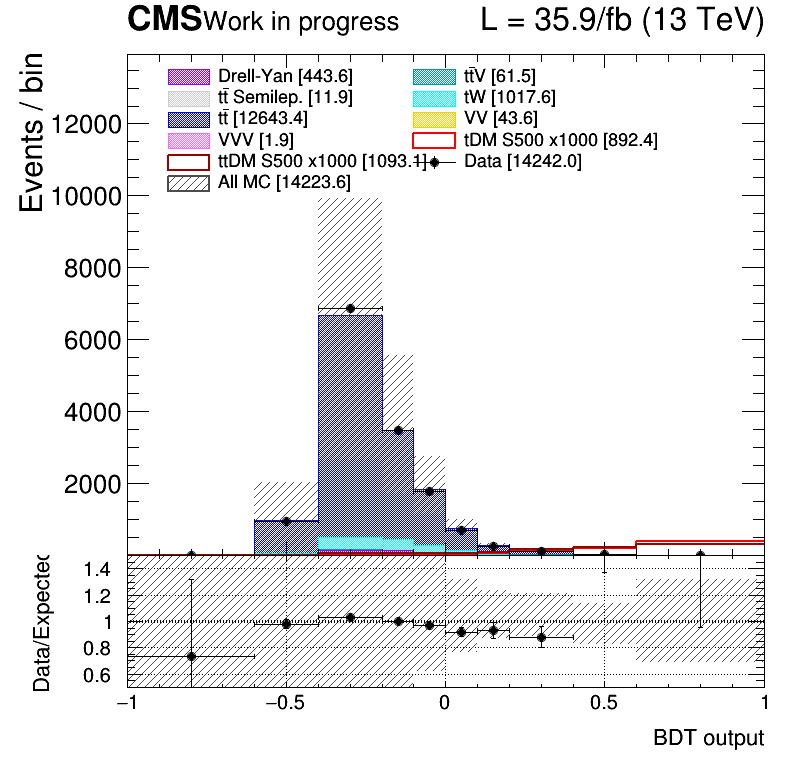 CMS Work in progress L = 35.9/fb (13 TeV)
Events / bin
Drell-Yan [443.6] tt̄V [61.5]
tt̄ Semilep. [11.9] tW [1017.6]
tt̄ [12643.4] VV [43.6]
VVV [1.9] tDM S500 x1000 [892.4]
ttDM S500 x1000 [1093.1] Data [14242.0]
All MC [14223.6]
12000
10000
8000
6000
4000
2000
Data/Expected
1.4
1.2
1
0.8
0.6
−1 −0.5 0 0.5 1
BDT output